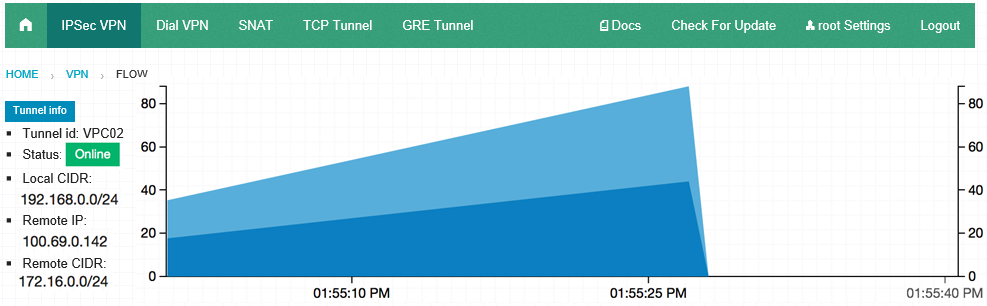 IPSec VPN Dial VPN SNAT TCP Tunnel GRE Tunnel Docs Check For Update root Settings Logout
HOME › VPN › FLOW
Tunnel info
Tunnel id: VPC02
Status: Online
Local CIDR:
192.168.0.0/24
Remote IP:
100.69.0.142
Remote CIDR:
172.16.0.0/24
80
60
40
20
0
80
60
40
20
0
01:55:10 PM 01:55:25 PM 01:55:40 PM